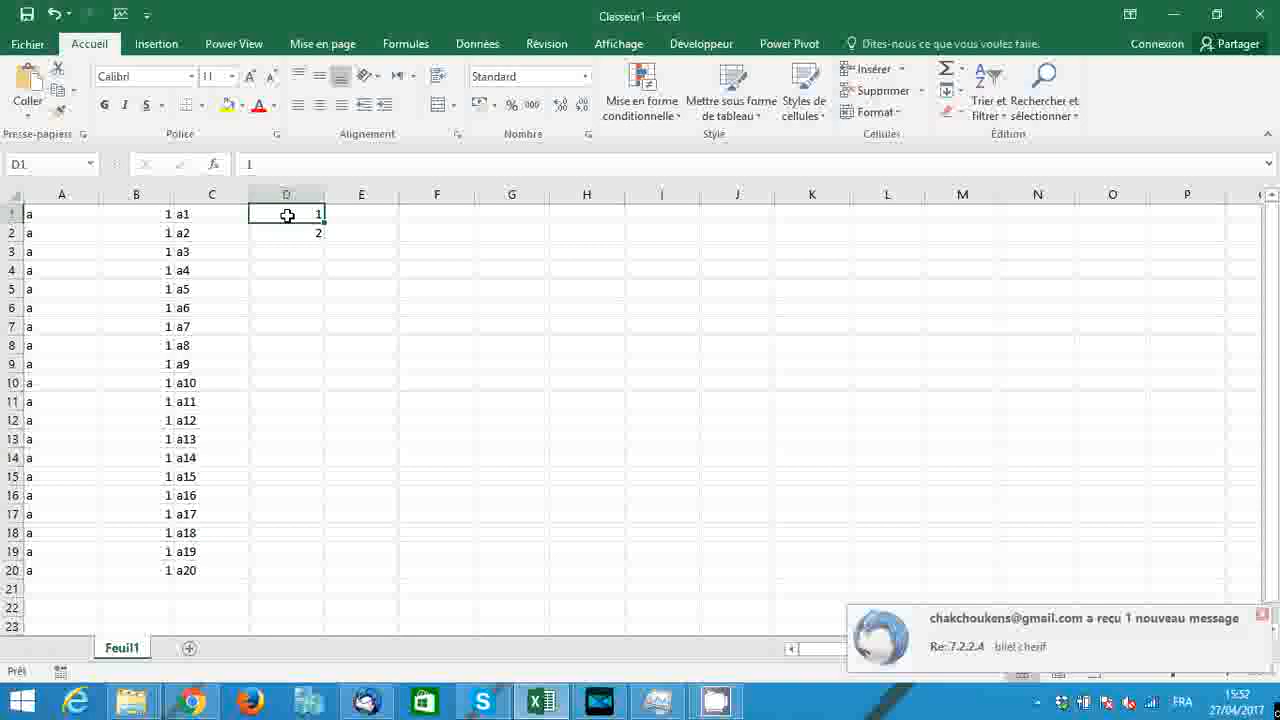 Classeur1 - Excel
Fichier Accueil Insertion Power View Mise en page Formules Données Révision Affichage Développeur Power Pivot Dites-nous ce que vous voulez faire. Connexion Partager
Coller
Calibri 11
G I S
Standard
% 000
Mise en forme conditionnelle
Mettre sous forme de tableau
Styles de cellules
Insérer
Supprimer
Format
Trier et filtrer
Rechercher et sélectionner
Presse-papiers Police Alignement Nombre Style Cellules Édition
D1 fx 1
A B C D E F G H I J K L M N O P
1 a 1 a1 1
2 a 1 a2 2
3 a 1 a3
4 a 1 a4
5 a 1 a5
6 a 1 a6
7 a 1 a7
8 a 1 a8
9 a 1 a9
10 a 1 a10
11 a 1 a11
12 a 1 a12
13 a 1 a13
14 a 1 a14
15 a 1 a15
16 a 1 a16
17 a 1 a17
18 a 1 a18
19 a 1 a19
20 a 1 a20
21
22
23
chakchoukens@gmail.com a reçu 1 nouveau message
Re: 7.2.2.4
Feuil1
Prêt
FRA
15:52
27/04/2017